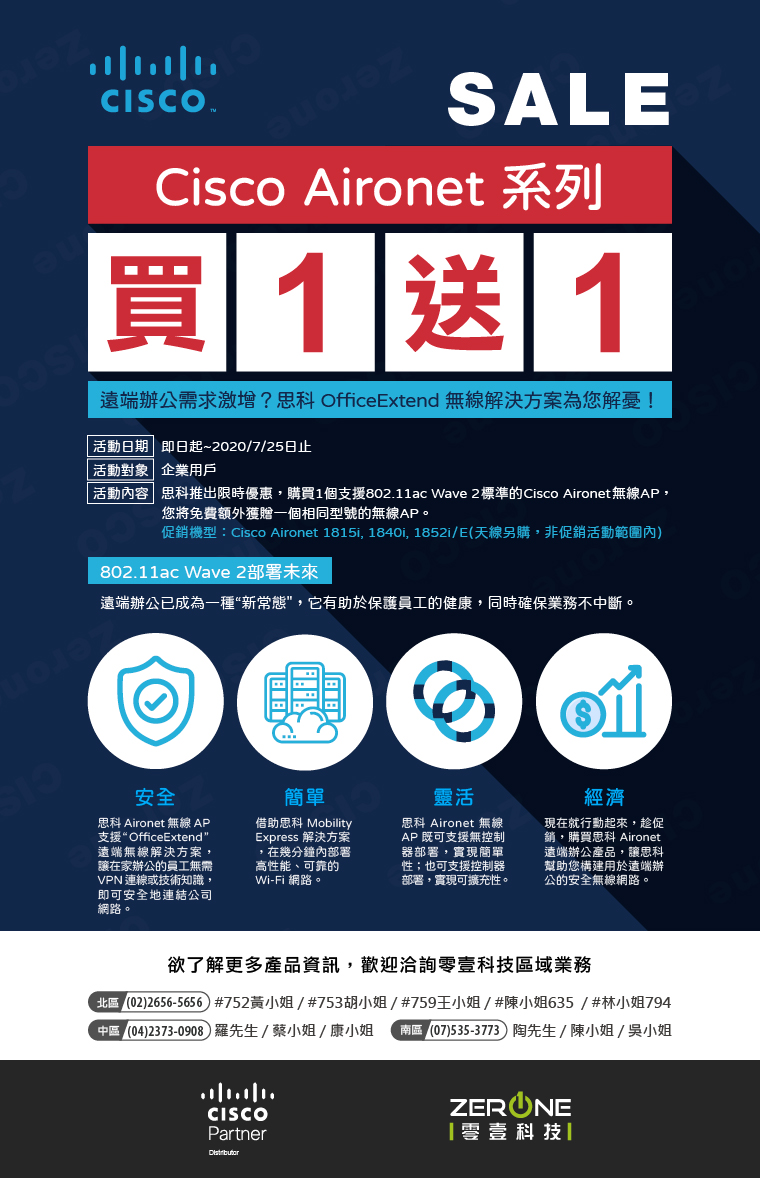 CISCO
TM
SALE
Cisco Aironet 系列
買 1 送 1
遠端辦公需求激增？思科 OfficeExtend 無線解決方案為您解憂！
活動日期 即日起~2020/7/25日止
活動對象 企業用戶
活動內容 思科推出限時優惠，購買1個支援802.11ac Wave 2標準的Cisco Aironet無線AP，
您將免費額外獲贈一個相同型號的無線AP。
促銷機型：Cisco Aironet 1815i, 1840i, 1852i/E(天線另購，非促銷活動範圍內)
802.11ac Wave 2部署未來
遠端辦公已成為一種“新常態"，它有助於保護員工的健康，同時確保業務不中斷。
安全
思科 Aironet 無線 AP
支援“OfficeExtend”
遠端無線解決方案，
讓在家辦公的員工無需
VPN 連線或技術知識，
即可安全地連結公司
網路。
簡單
借助思科 Mobility
Express 解決方案
，在幾分鐘內部署
高性能、可靠的
Wi-Fi 網路。
靈活
思科 Aironet 無線
AP 既可支援無控制
器部署，實現簡單
性；也可支援控制器
部署，實現可擴充性。
經濟
現在就行動起來，趁促
銷，購買思科 Aironet
遠端辦公產品，讓思科
幫助您構建用於遠端辦
公的安全無線網路。
欲了解更多產品資訊，歡迎洽詢零壹科技區域業務
北區 (02)2656-5656 #752黃小姐 / #753胡小姐 / #759王小姐 / #陳小姐635 / #林小姐794
中區 (04)2373-0908 羅先生 / 蔡小姐 / 康小姐 南區 (07)535-3773 陶先生 / 陳小姐 / 吳小姐
CISCO
Partner
Distributor
ZERONE
零壹科技